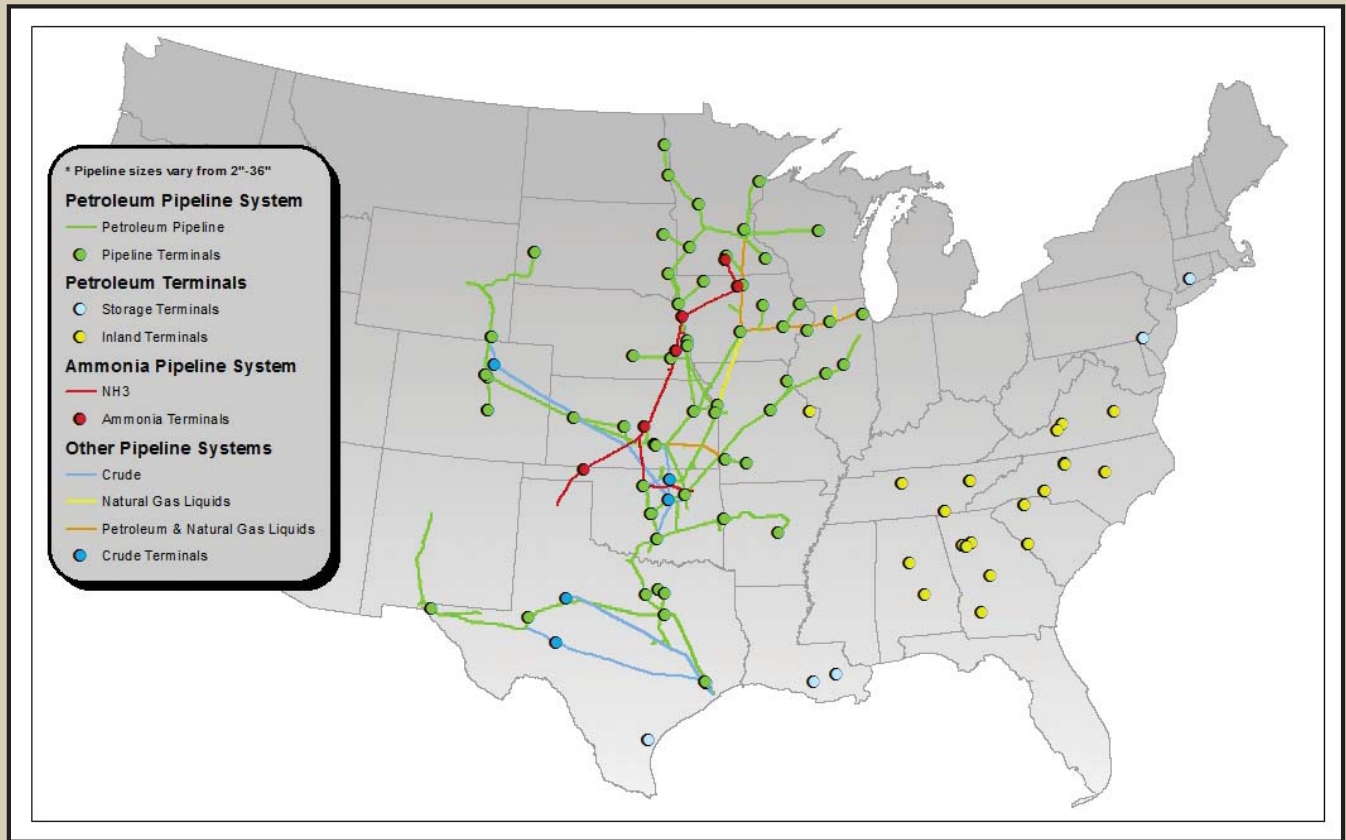 * Pipeline sizes vary from 2"-36"
Petroleum Pipeline System
Petroleum Pipeline
Pipeline Terminals
Petroleum Terminals
Storage Terminals
Inland Terminals
Ammonia Pipeline System
NH3
Ammonia Terminals
Other Pipeline Systems
Crude
Natural Gas Liquids
Petroleum & Natural Gas Liquids
Crude Terminals